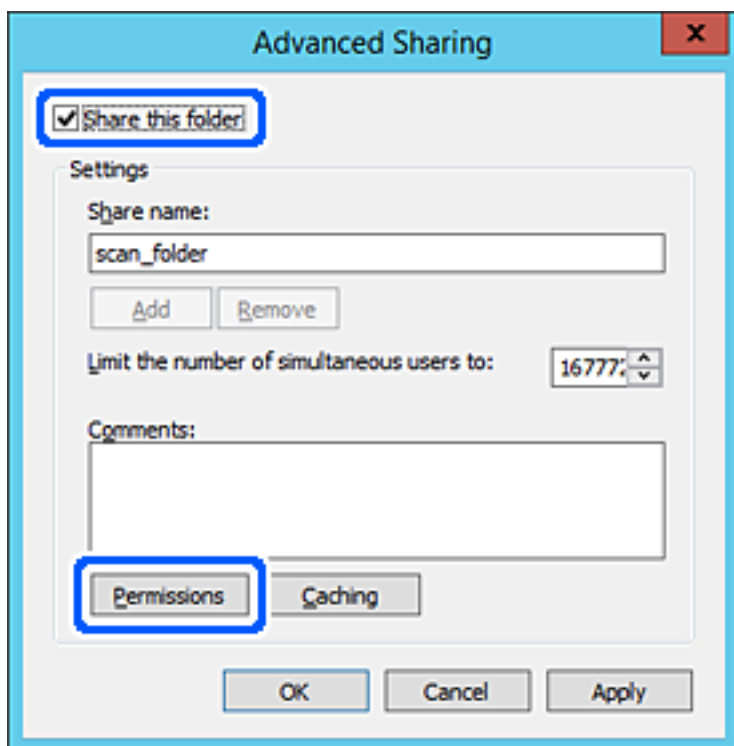 Advanced Sharing
x
Share this folder
Settings
Share name:
scan_folder
Add Remove
Limit the number of simultaneous users to:
Comments:
Permissions Caching
OK Cancel Apply